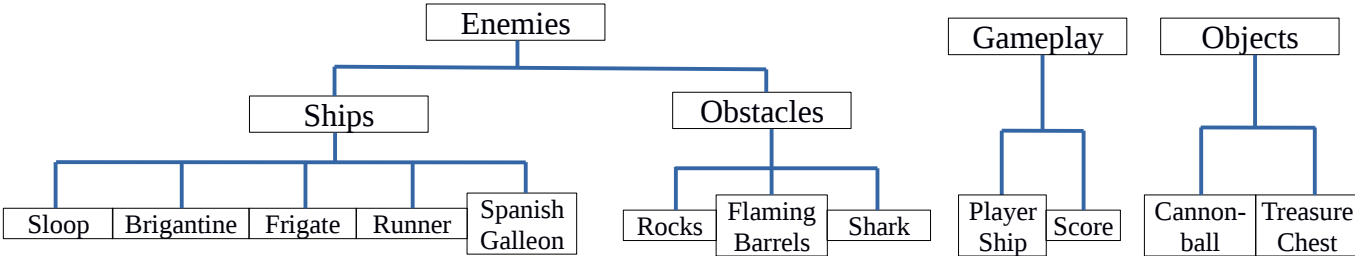 Enemies
Gameplay
Objects
Ships
Obstacles
Sloop
Brigantine
Frigate
Runner
Spanish
Galleon
Rocks
Flaming
Barrels
Shark
Player
Ship
Score
Cannon-
ball
Treasure
Chest